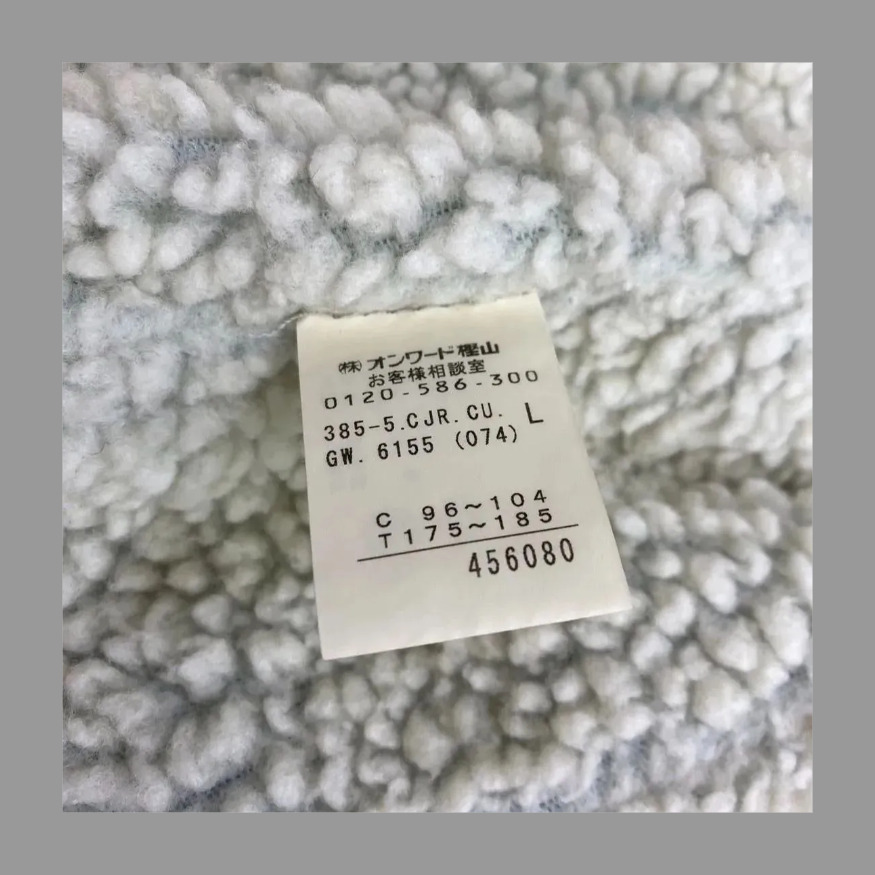 (株)オンワード樫山
お客様相談室
0120-586-300
385-5.CJR.CU. L
GW. 6155 (074)
C 96~104
T175~185
456080